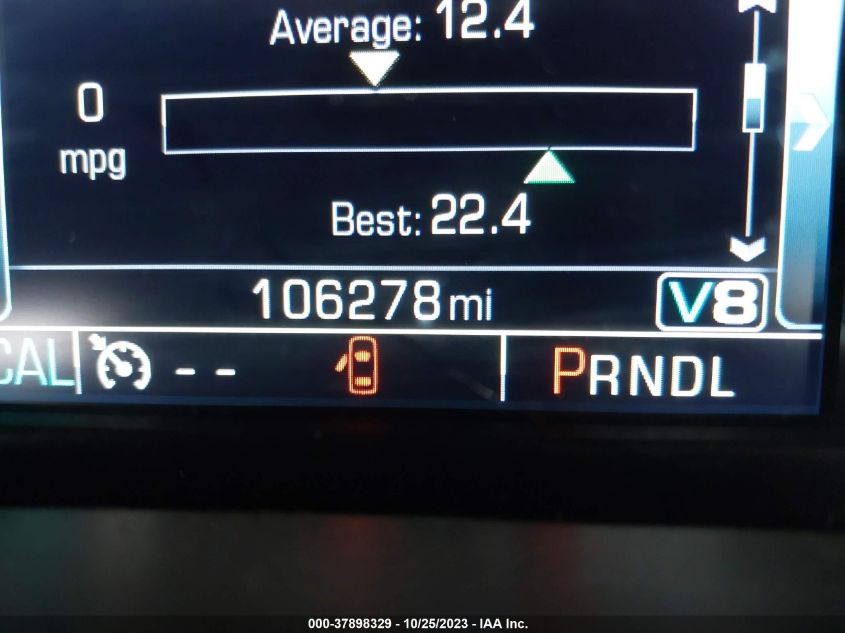 Average: 12.4
0
mpg
Best: 22.4
106278 mi
V8
CAL
--
PRNDL
000-37898329 - 10/25/2023 - IAA Inc.